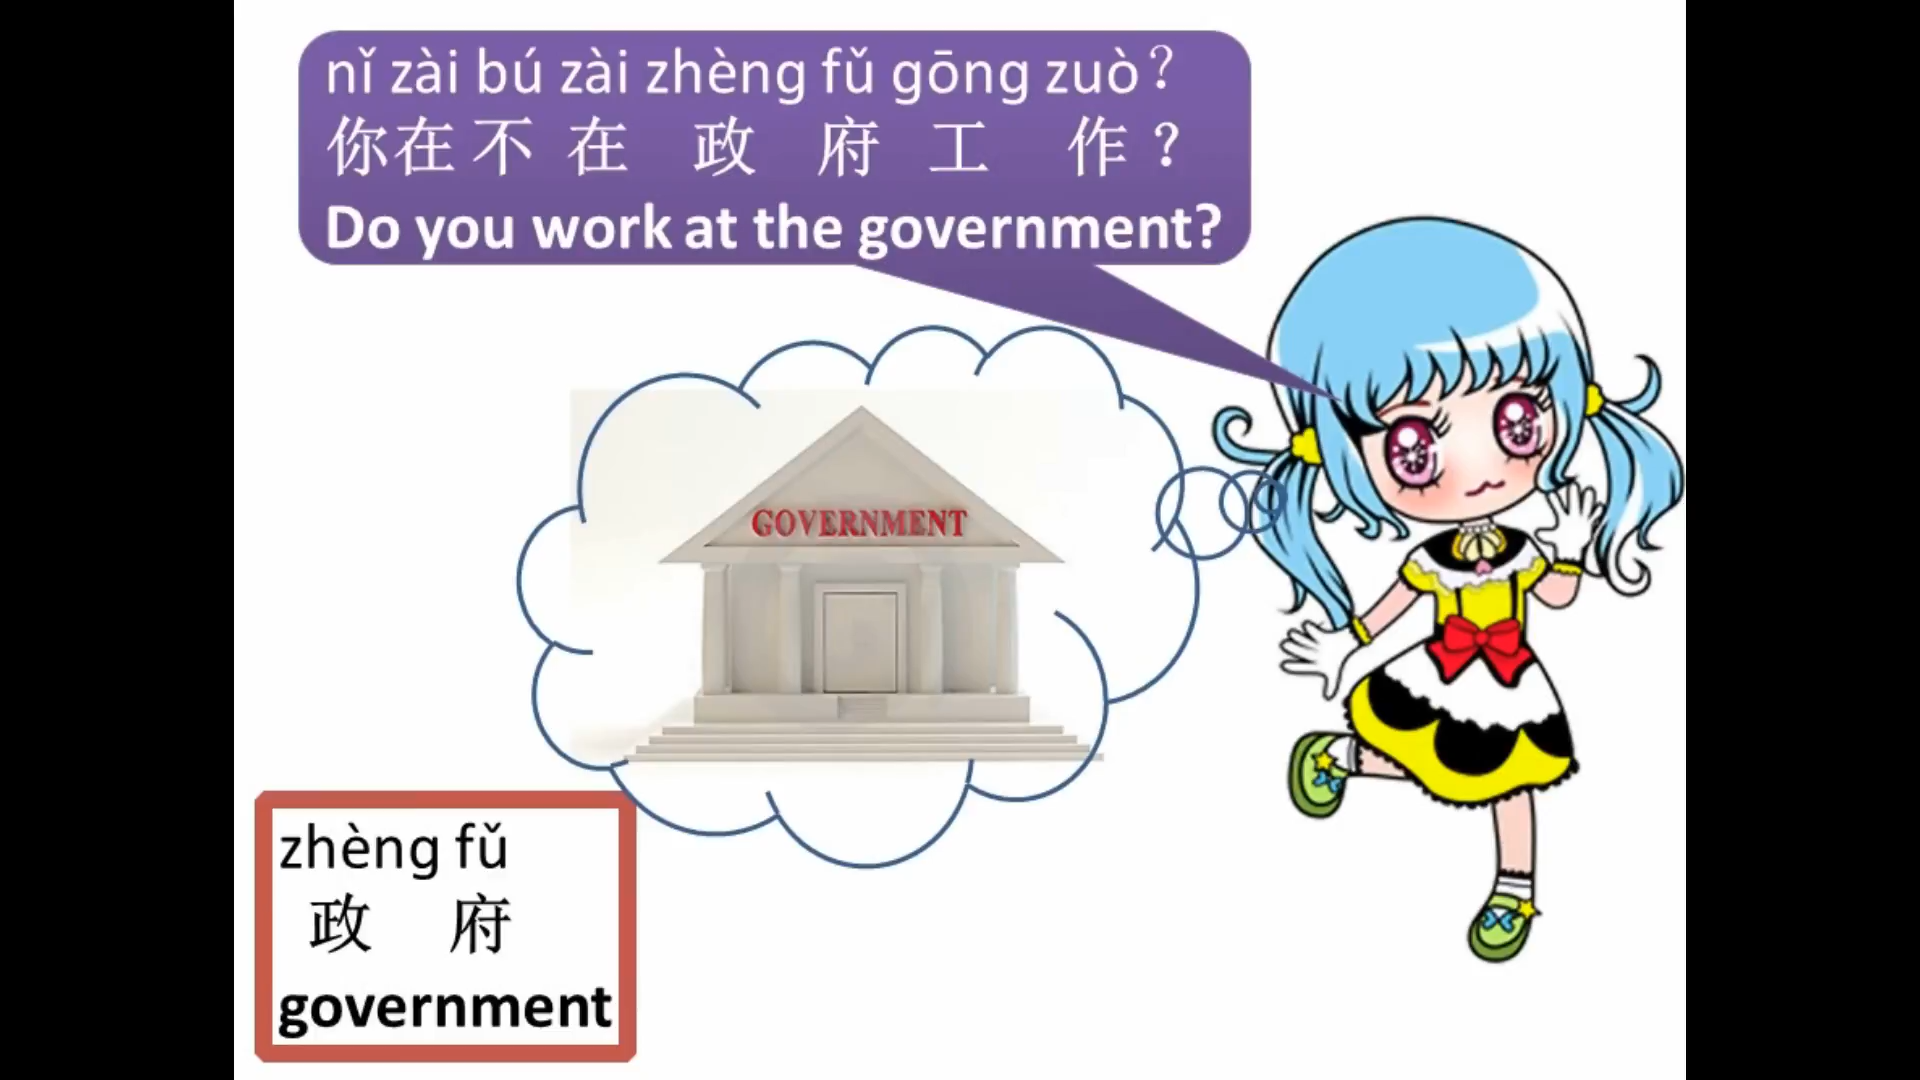 nǐ zài bú zài zhèng fǔ gōng zuò？
你在不在 政 府 工 作？
Do you work at the government?
GOVERNMENT
zhèng fǔ
政 府
government